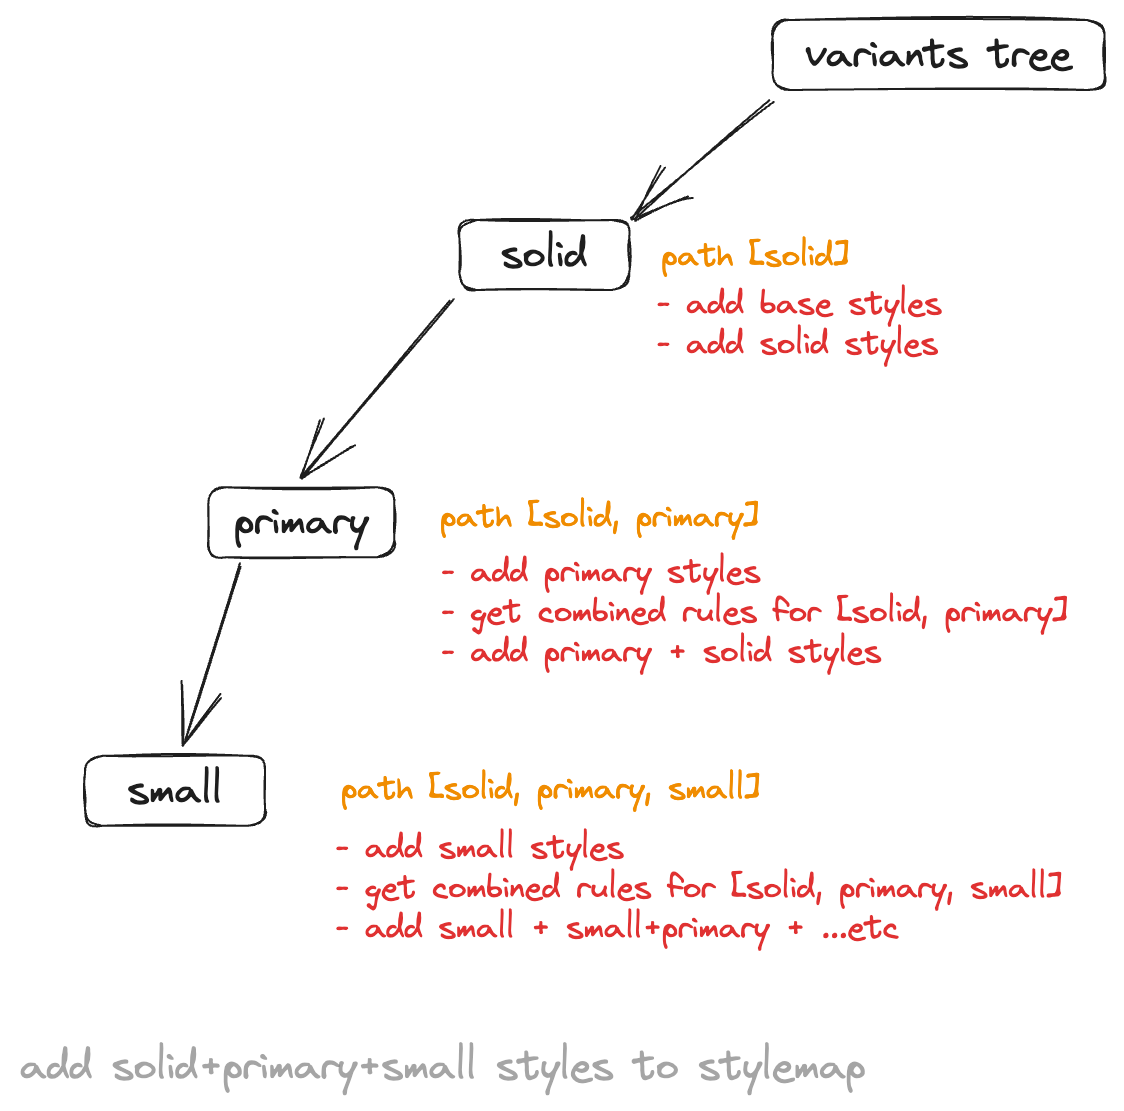 variants tree
solid
path [solid]
- add base styles
- add solid styles
primary
path [solid, primary]
- add primary styles
- get combined rules for [solid, primary]
- add primary + solid styles
small
path [solid, primary, small]
- add small styles
- get combined rules for [solid, primary, small]
- add small + small+primary + ...etc
add solid+primary+small styles to stylemap